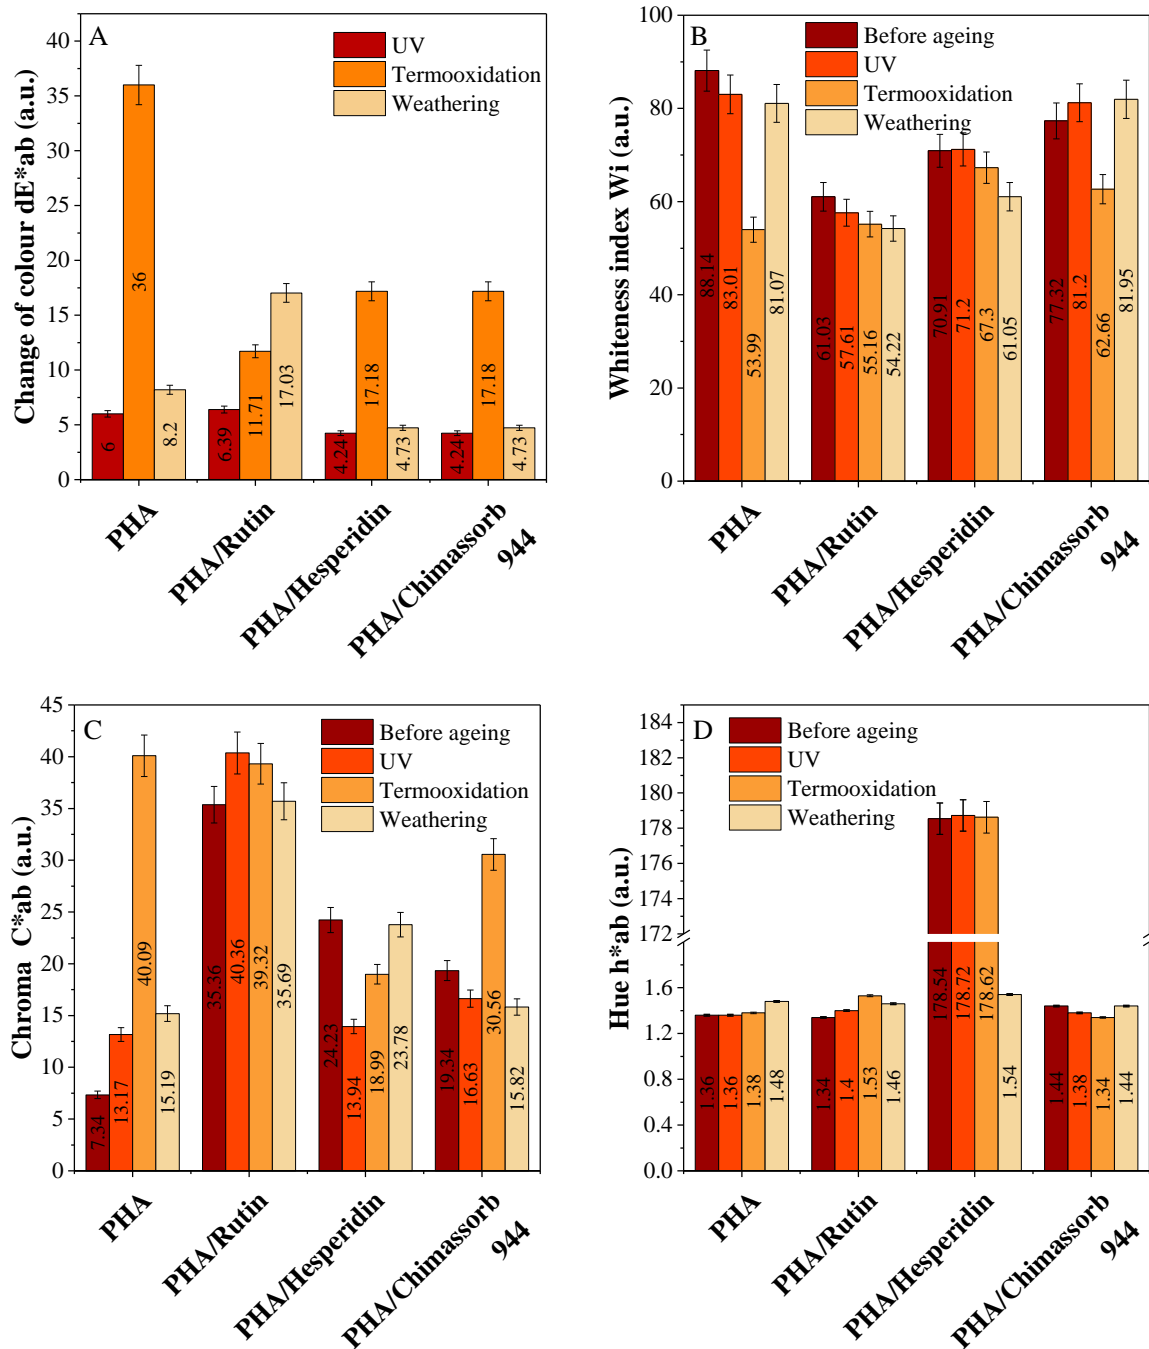 A
UV
Termooxidation
Weathering
Change of colour dE*ab (a.u.)
40
35
30
25
20
15
10
5
0
6
36
8.2
6.39
11.71
17.03
4.24
17.18
4.73
4.24
17.18
4.73
PHA
PHA/Rutin
PHA/Hesperidin
PHA/Chimassorb
944
B
Before ageing
UV
Termooxidation
Weathering
Whiteness index Wi (a.u.)
100
80
60
40
20
0
88.14
83.01
53.99
81.07
61.03
57.61
55.16
54.22
70.91
71.2
67.3
61.05
77.32
81.2
62.66
81.95
PHA
PHA/Rutin
PHA/Hesperidin
PHA/Chimassorb
944
C
Before ageing
UV
Termooxidation
Weathering
Chroma C*ab (a.u.)
45
40
35
30
25
20
15
10
5
0
7.34
13.17
40.09
15.19
35.36
40.36
39.32
35.69
24.23
13.94
18.99
23.78
19.34
16.63
30.56
15.82
PHA
PHA/Rutin
PHA/Hesperidin
PHA/Chimassorb
944
D
Before ageing
UV
Termooxidation
Weathering
Hue h*ab (a.u.)
184
182
180
178
176
174
172
1.6
1.2
0.8
0.4
0.0
1.36
1.36
1.38
1.48
1.34
1.4
1.53
1.46
178.54
178.72
178.62
1.54
1.44
1.38
1.34
1.44
PHA
PHA/Rutin
PHA/Hesperidin
PHA/Chimassorb
944